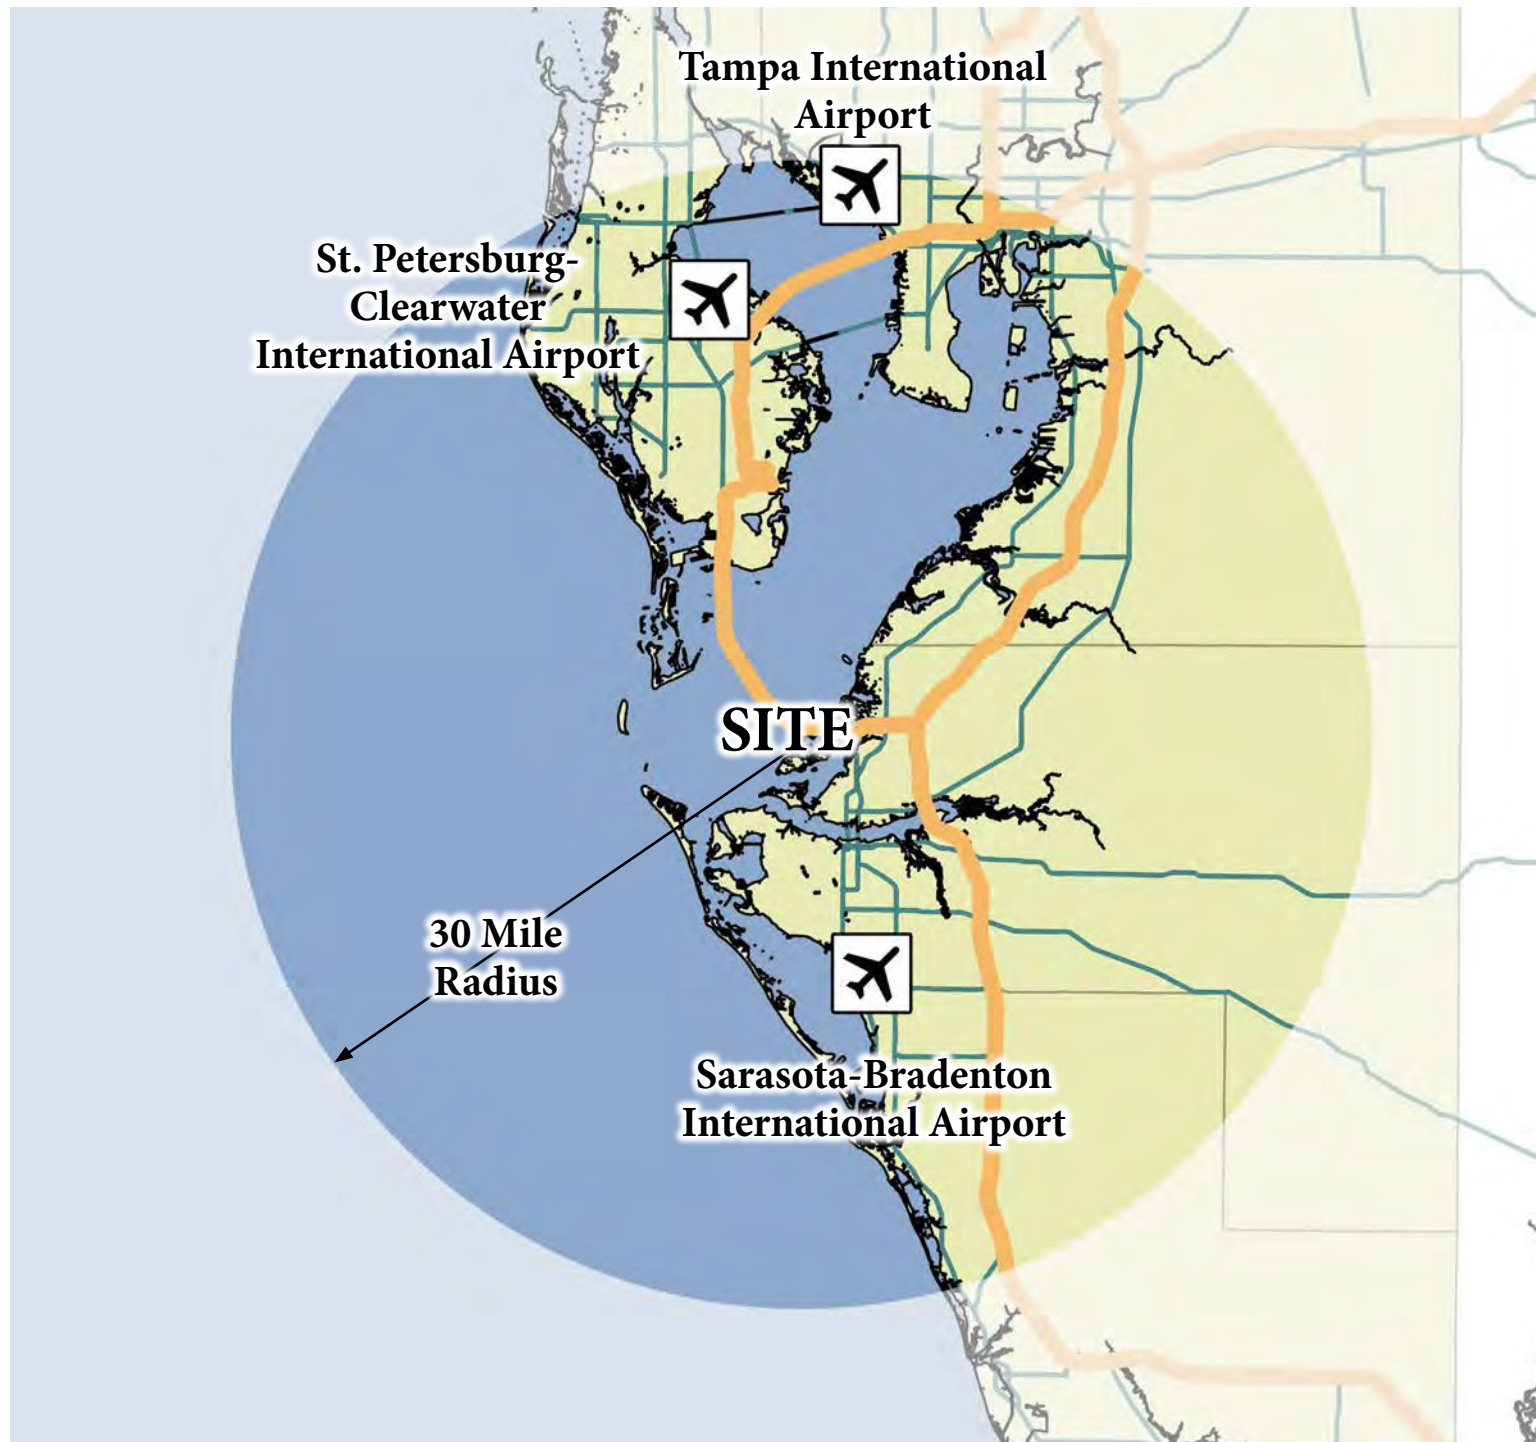 Tampa International
Airport
St. Petersburg-
Clearwater
International Airport
SITE
30 Mile
Radius
Sarasota-Bradenton
International Airport